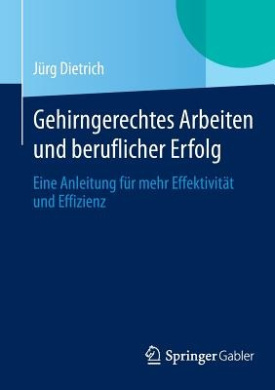 Jürg Dietrich
Gehirngerechtes Arbeiten
und beruflicher Erfolg
Eine Anleitung für mehr Effektivität
und Effizienz
Springer Gabler